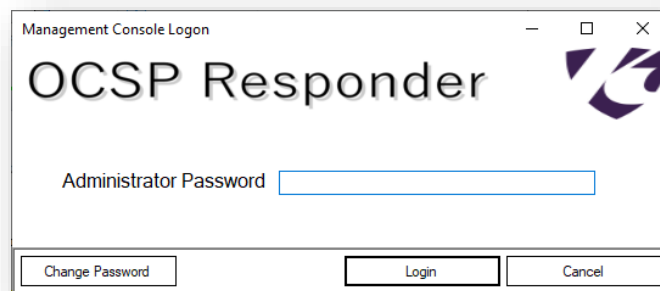 Management Console Logon
OCSP Responder
Administrator Password
Change Password
Login
Cancel